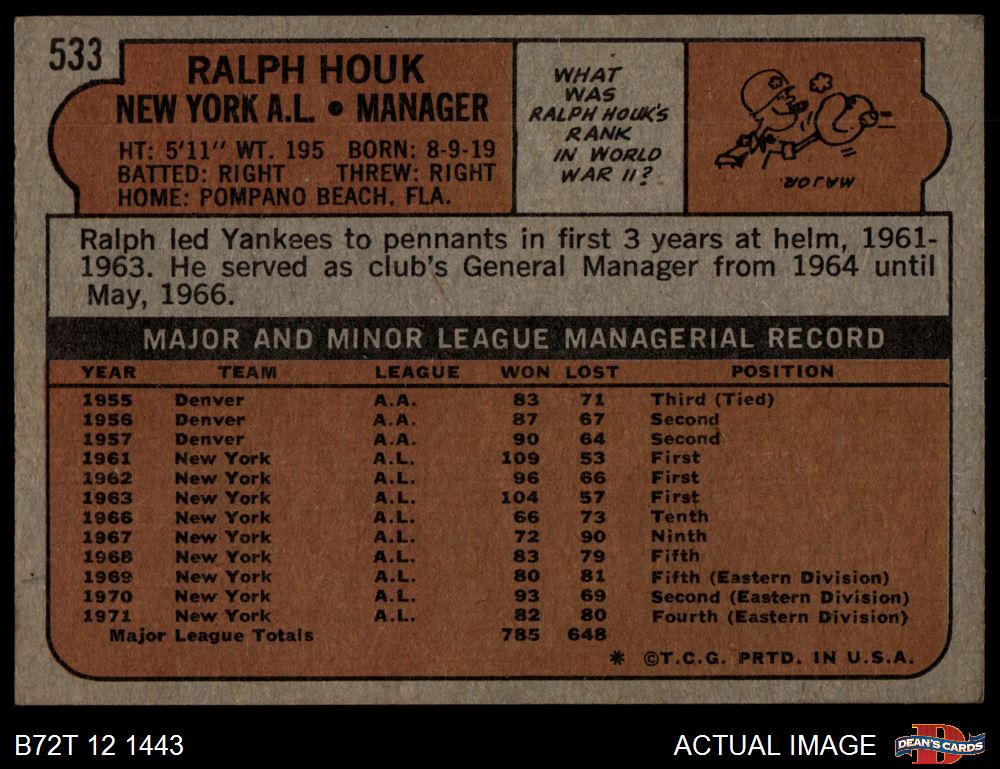 533
RALPH HOUK
NEW YORK A.L. • MANAGER
HT: 5'11" WT. 195 BORN: 8-9-19
BATTED: RIGHT THREW: RIGHT
HOME: POMPANO BEACH, FLA.
WHAT
WAS
RALPH HOUK'S
RANK
IN WORLD
WAR II?
MAJOR
Ralph led Yankees to pennants in first 3 years at helm, 1961-
1963. He served as club's General Manager from 1964 until
May, 1966.
MAJOR AND MINOR LEAGUE MANAGERIAL RECORD
YEAR TEAM LEAGUE WON LOST POSITION
1955 Denver A.A. 83 71 Third (Tied)
1956 Denver A.A. 87 67 Second
1957 Denver A.A. 90 64 Second
1961 New York A.L. 109 53 First
1962 New York A.L. 96 66 First
1963 New York A.L. 104 57 First
1966 New York A.L. 66 73 Tenth
1967 New York A.L. 72 90 Ninth
1968 New York A.L. 83 79 Fifth
1969 New York A.L. 80 81 Fifth (Eastern Division)
1970 New York A.L. 93 69 Second (Eastern Division)
1971 New York A.L. 82 80 Fourth (Eastern Division)
Major League Totals 785 648
* ©T.C.G. PRTD. IN U.S.A.
B72T 12 1443
ACTUAL IMAGE
D
DEAN'S CARDS